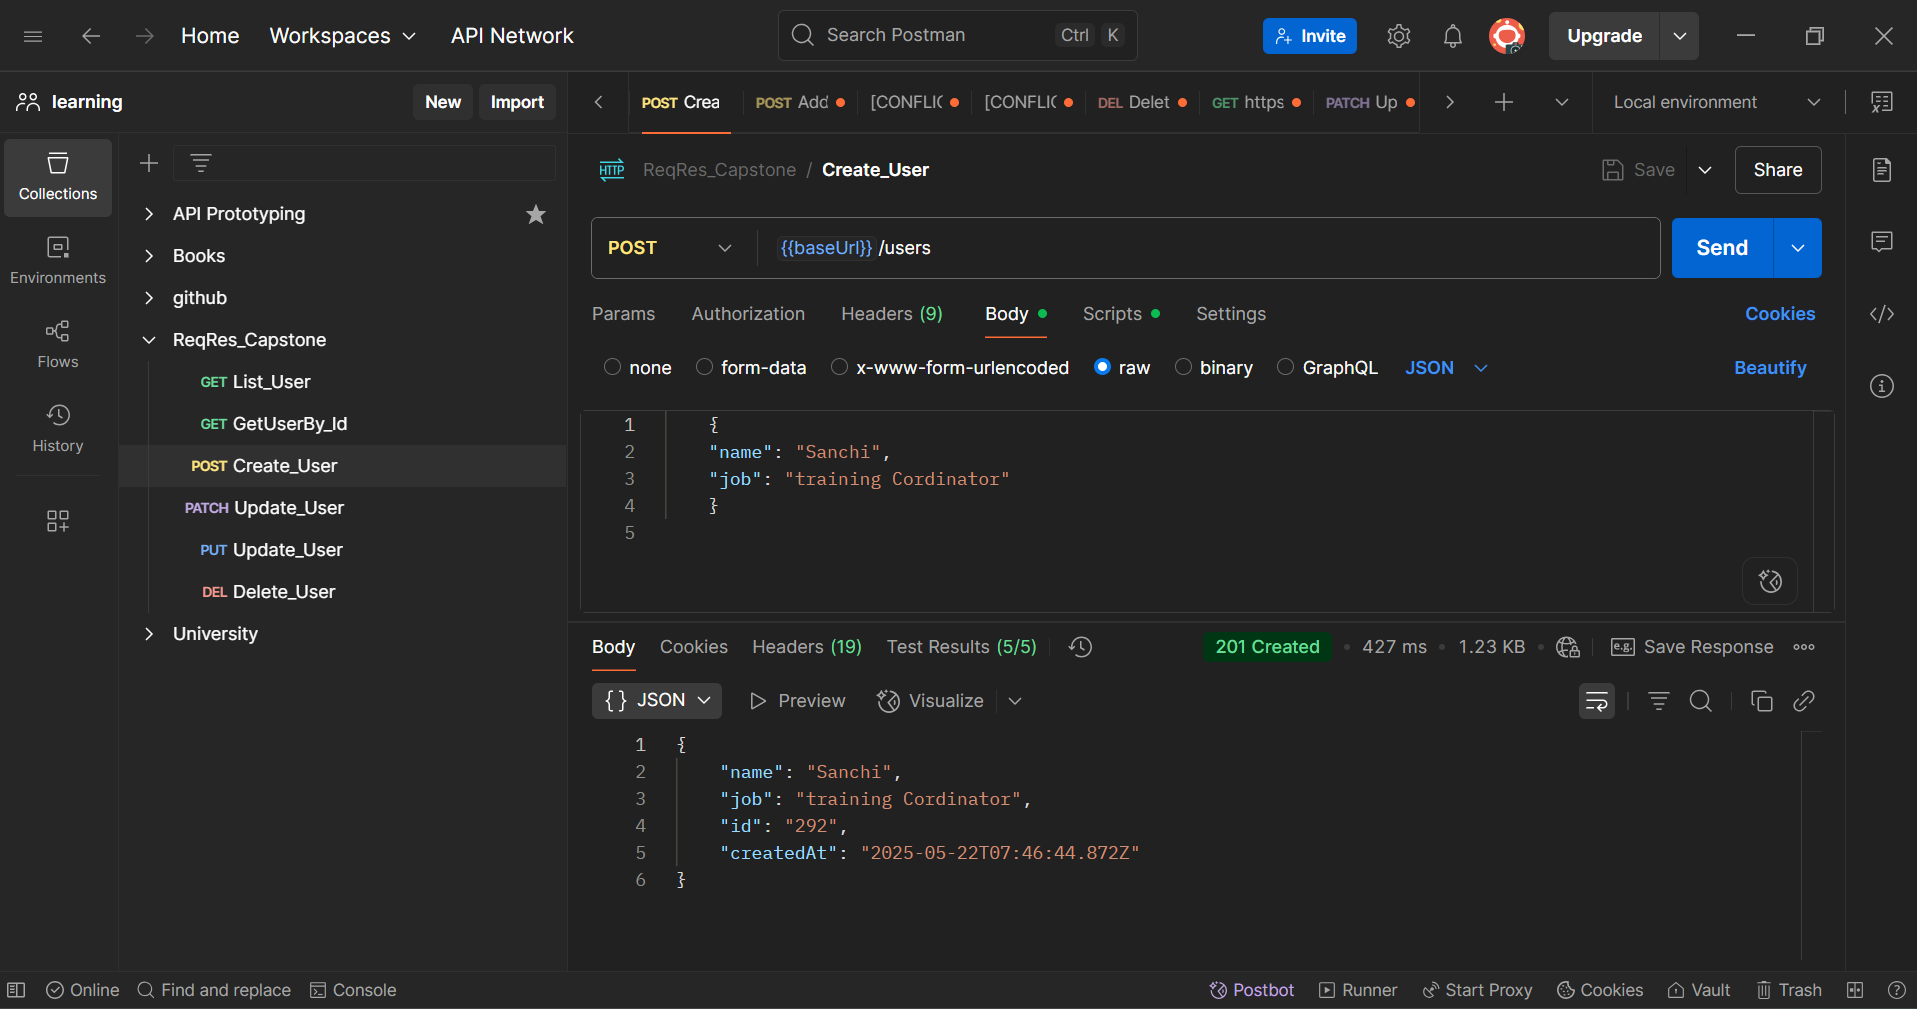 Home Workspaces API Network Search Postman Ctrl K Invite Upgrade
learning New Import POST Crea POST Add [CONFLIC [CONFLIC DEL Delet GET https PATCH Up Local environment
HTTP ReqRes_Capstone / Create_User Save Share
Collections
Environments
Flows
History
API Prototyping
Books
github
ReqRes_Capstone
GET List_User
GET GetUserBy_Id
POST Create_User
PATCH Update_User
PUT Update_User
DEL Delete_User
University
POST {{baseUrl}} /users Send
Params Authorization Headers (9) Body Scripts Settings Cookies
none form-data x-www-form-urlencoded raw binary GraphQL JSON Beautify
1 {
2 "name": "Sanchi",
3 "job": "training Cordinator"
4 }
5
Body Cookies Headers (19) Test Results (5/5) 201 Created • 427 ms • 1.23 KB • e.g. Save Response
{} JSON Preview Visualize
1 {
2 "name": "Sanchi",
3 "job": "training Cordinator",
4 "id": "292",
5 "createdAt": "2025-05-22T07:46:44.872Z"
6 }
Online Find and replace Console Postbot Runner Start Proxy Cookies Vault Trash